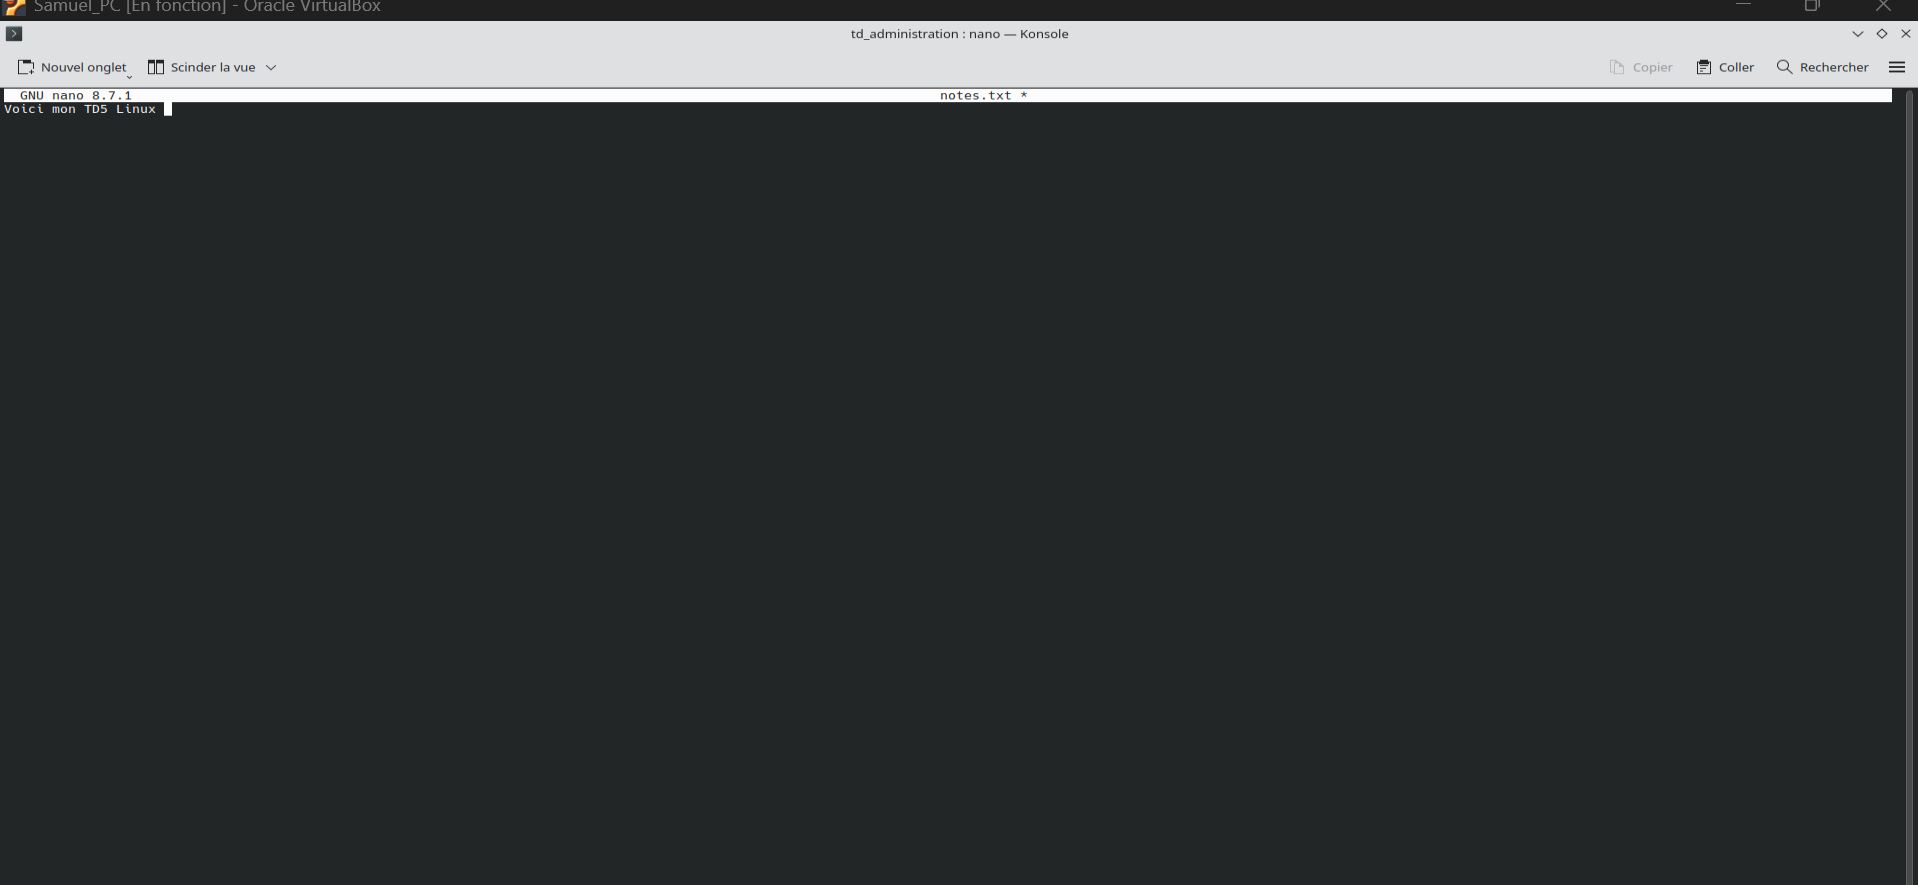 Samuel_PC [En fonction] - Oracle VirtualBox
td_administration : nano — Konsole
Nouvel onglet Scinder la vue Copier Coller Rechercher
GNU nano 8.7.1 notes.txt *
Voici mon TD5 Linux